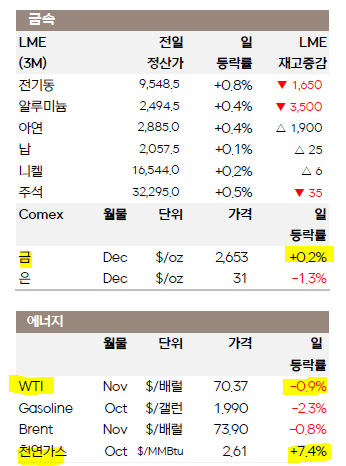 금속
LME 전일 일 LME
(3M) 정산가 등락률 재고증감
전기동 9,548.5 +0.8% ▼ 1,650
알루미늄 2,494.5 +0.4% ▼ 3,500
아연 2,885.0 +0.4% △ 1,900
납 2,057.5 +0.1% △ 25
니켈 16,544.0 +0.2% △ 6
주석 32,295.0 +0.5% ▼ 35
Comex 월물 단위 가격 일
등락률
금 Dec $/oz 2,653 +0.2%
은 Dec $/oz 31 -1.3%
에너지
월물 단위 가격 일
등락률
WTI Nov $/배럴 70.37 -0.9%
Gasoline Oct $/갤런 1.990 -2.3%
Brent Nov $/배럴 73.90 -0.8%
천연가스 Oct $/MMBtu 2.61 +7.4%